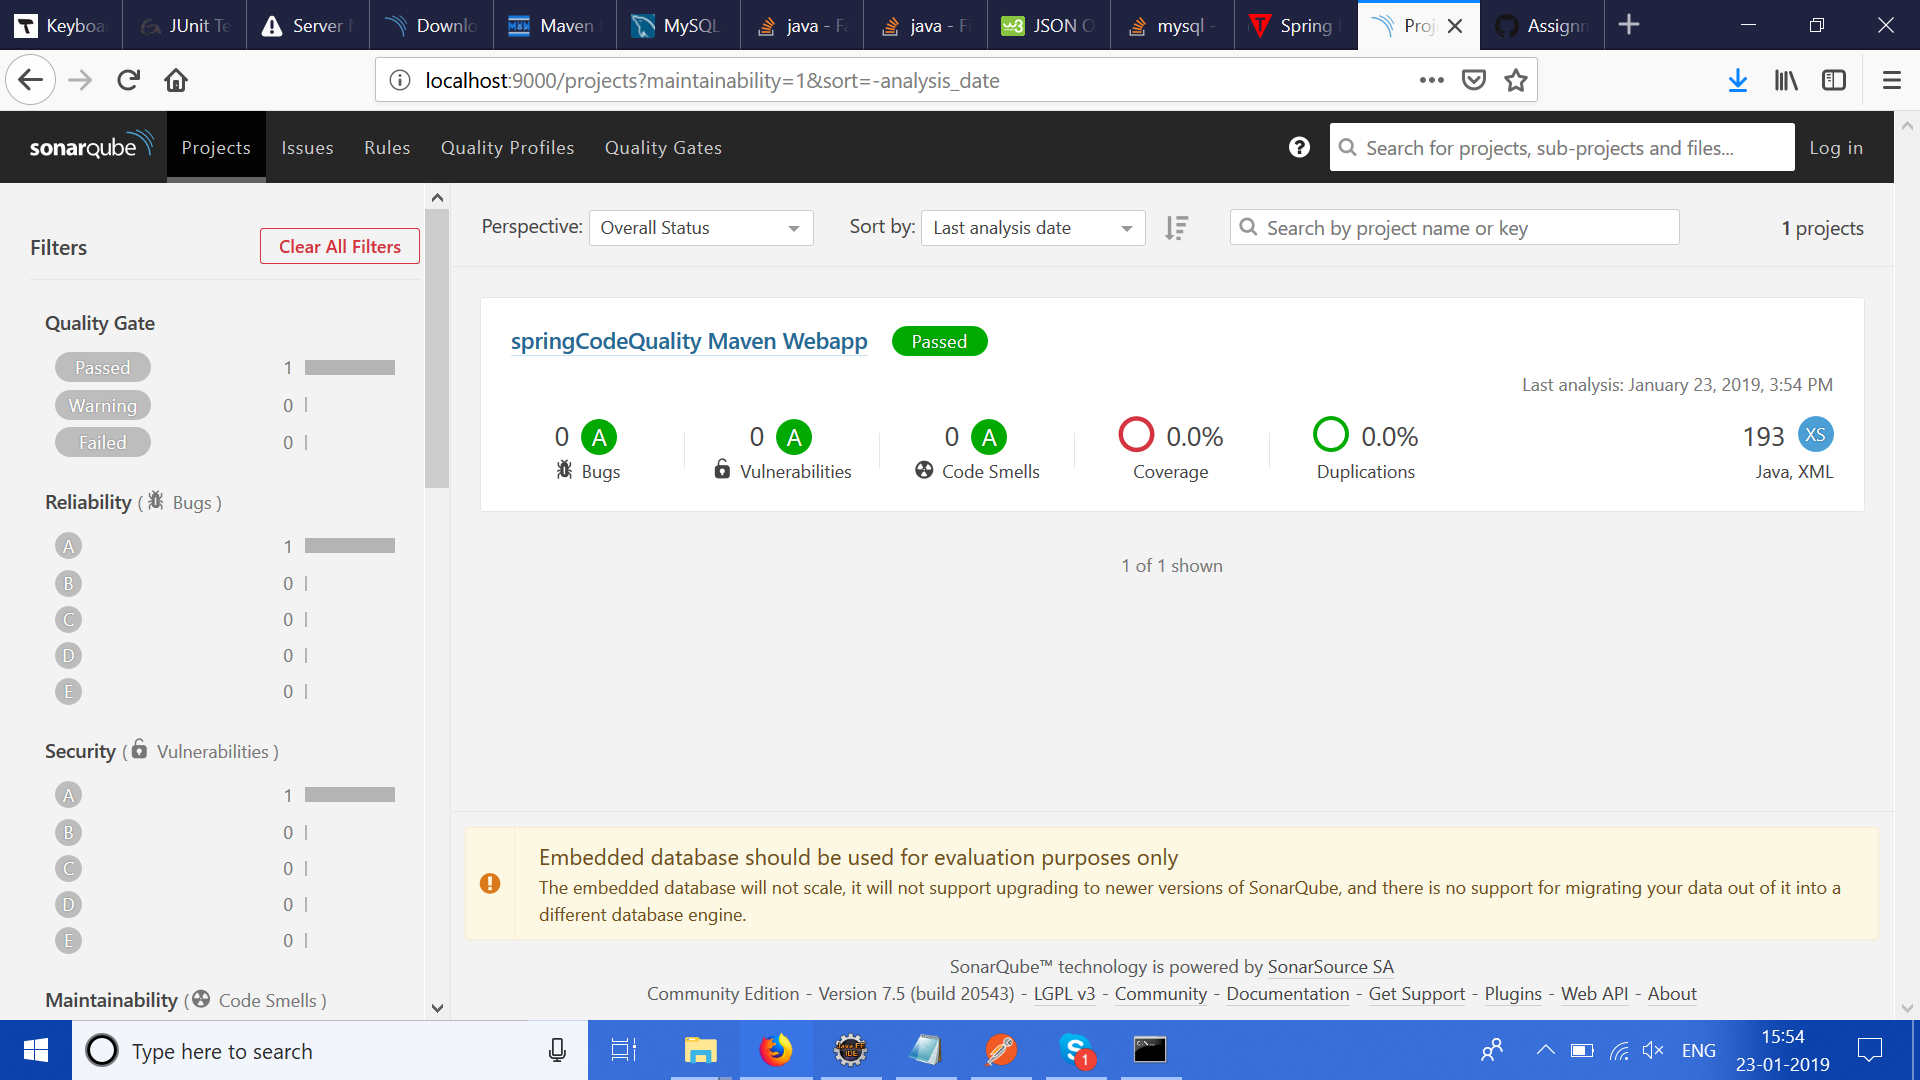 Keyboa
JUnit Te
Server
Downlo
Maven
MySQL
java - Fa
java - Fi
JSON O
mysql -
Spring
Proj
Assignm
localhost:9000/projects?maintainability=1&sort=-analysis_date
sonarqube
Projects
Issues
Rules
Quality Profiles
Quality Gates
Search for projects, sub-projects and files...
Log in
Filters
Clear All Filters
Quality Gate
Passed 1
Warning 0
Failed 0
Reliability ( Bugs )
A 1
B 0
C 0
D 0
E 0
Security ( Vulnerabilities )
A 1
B 0
C 0
D 0
E 0
Maintainability ( Code Smells )
Perspective: Overall Status
Sort by: Last analysis date
Search by project name or key
1 projects
springCodeQuality Maven Webapp Passed
Last analysis: January 23, 2019, 3:54 PM
0 A
Bugs
0 A
Vulnerabilities
0 A
Code Smells
0.0%
Coverage
0.0%
Duplications
193 XS
Java, XML
1 of 1 shown
Embedded database should be used for evaluation purposes only
The embedded database will not scale, it will not support upgrading to newer versions of SonarQube, and there is no support for migrating your data out of it into a
different database engine.
SonarQube™ technology is powered by SonarSource SA
Community Edition - Version 7.5 (build 20543) - LGPL v3 - Community - Documentation - Get Support - Plugins - Web API - About
Type here to search
1
ENG
15:54
23-01-2019